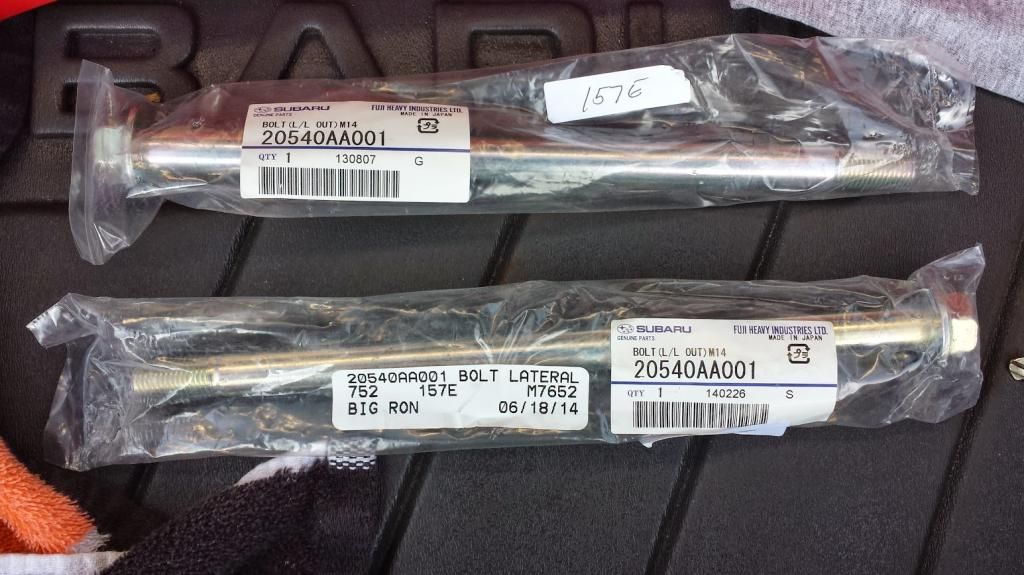 BARU
157E
SUBARU FUJI HEAVY INDUSTRIES LTD.
GENUINE PARTS MADE IN JAPAN
BOLT(L/L OUT)M14
20540AA001
QTY 1 130807 G
SUBARU FUJI HEAVY INDUSTRIES LTD.
GENUINE PARTS MADE IN JAPAN
BOLT(L/L OUT)M14
20540AA001
QTY 1 140226 S
20540AA001 BOLT LATERAL
752 157E M7652
BIG RON 06/18/14